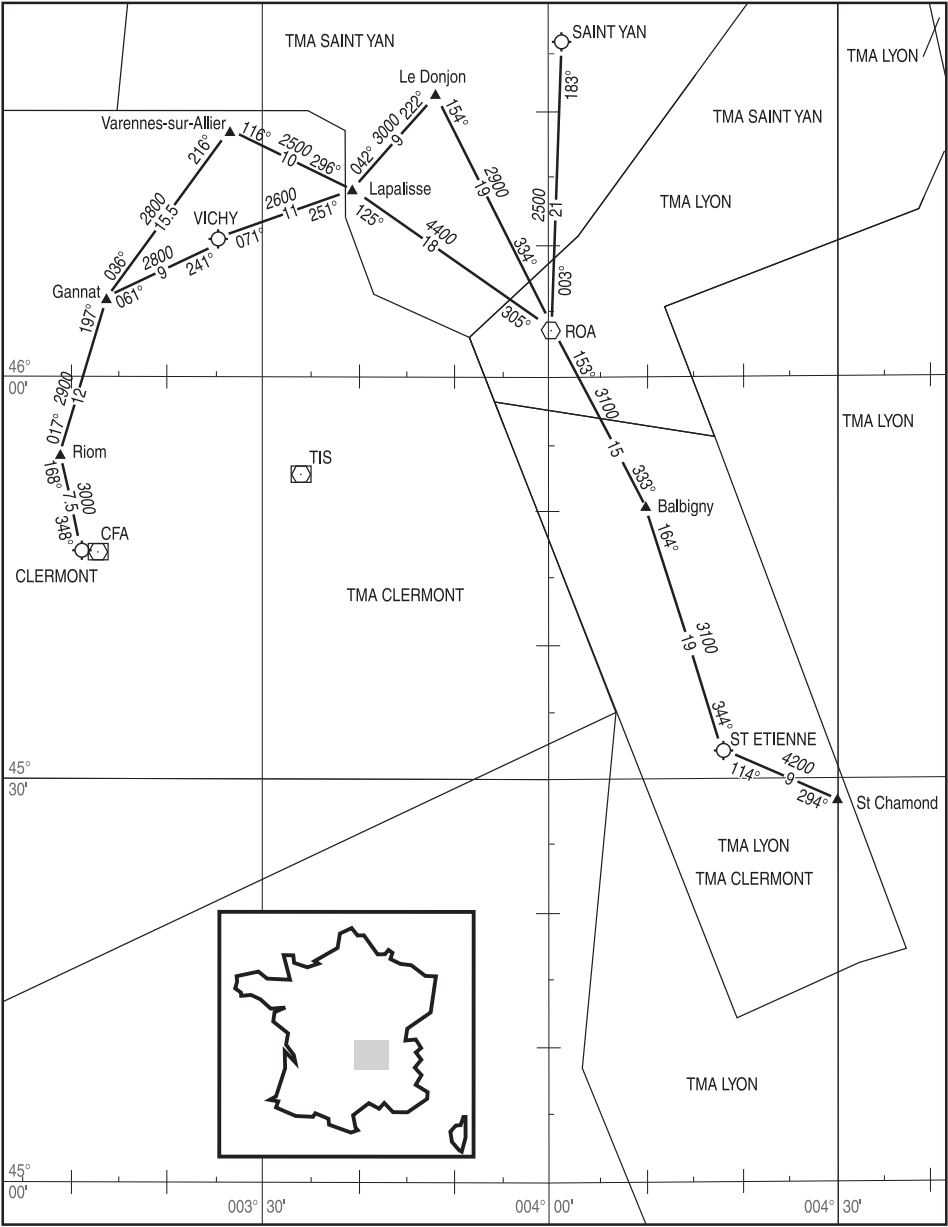 TMA SAINT YAN
SAINT YAN
TMA LYON
Le Donjon
183°
222°
154°
TMA SAINT YAN
Varennes-sur-Allier
116°
2500
10
296°
3000
9
042°
216°
Lapalisse
2900
19
2600
11
251°
125°
2500
21
TMA LYON
2800
15.5
VICHY
071°
4400
18
334°
036°
2800
9
241°
003°
Gannat
061°
197°
305°
ROA
46°
00'
153°
2900
12
3100
15
TMA LYON
017°
Riom
TIS
333°
168°
3000
7.5
348°
Balbigny
CFA
164°
CLERMONT
TMA CLERMONT
3100
19
344°
ST ETIENNE
45°
30'
114°
4200
9
294°
St Chamond
TMA LYON
TMA CLERMONT
TMA LYON
45°
00'
003° 30'
004° 00'
004° 30'